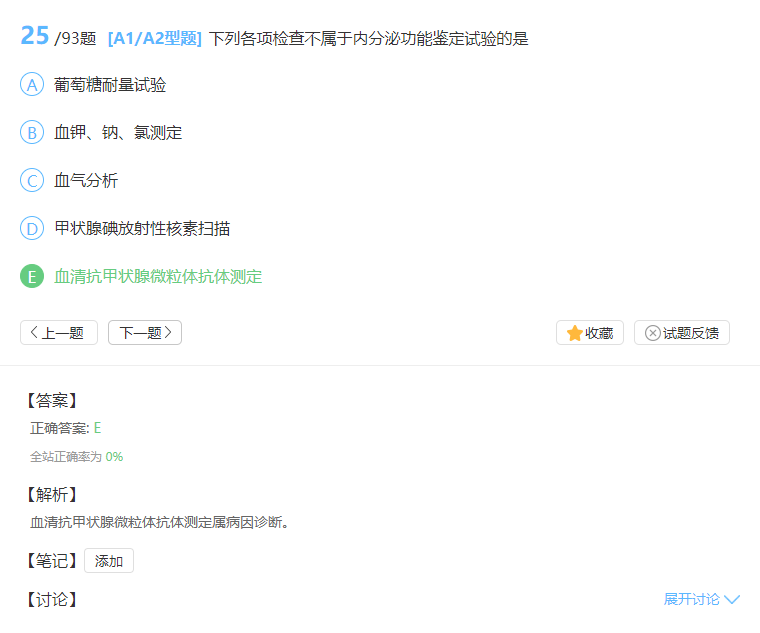 25 /93题 [A1/A2型题] 下列各项检查不属于内分泌功能鉴定试验的是
A 葡萄糖耐量试验
B 血钾、钠、氯测定
C 血气分析
D 甲状腺碘放射性核素扫描
E 血清抗甲状腺微粒体抗体测定
上一题 下一题 收藏 试题反馈
【答案】
正确答案: E
全站正确率为 0%
【解析】
血清抗甲状腺微粒体抗体测定属病因诊断。
【笔记】 添加
【讨论】 展开讨论